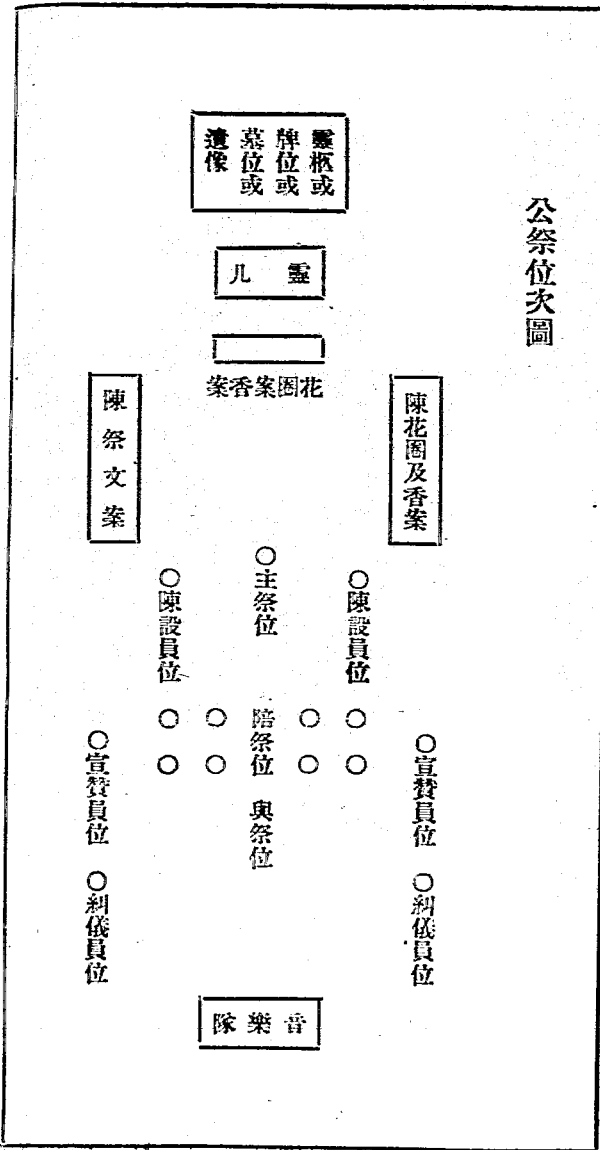 公祭位次圖
靈柩或
牌位或
墓位或
遺像
靈几
花圈案香案
陳花圈及香案
陳祭文案
○主祭位
○陳設員位
○陳設員位
○○○○陪祭位
○○○○
與祭位
○宣贊員位
○糾儀員位
○宣贊員位
○糾儀員位
音樂隊